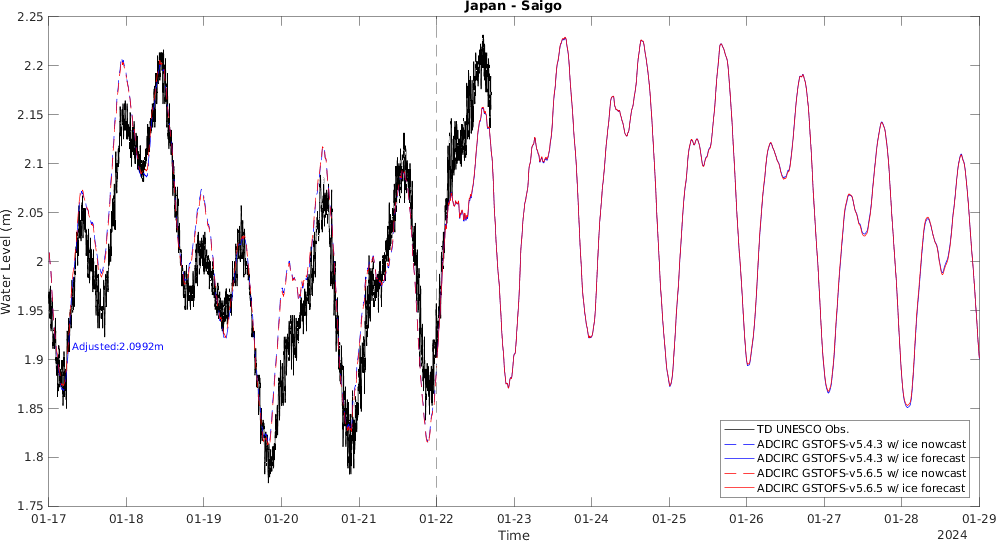 Japan - Saigo
Water Level (m)
2.25
2.2
2.15
2.1
2.05
2
1.95
1.9
1.85
1.8
1.75
Adjusted:2.0992m
TD UNESCO Obs.
ADCIRC GSTOFS-v5.4.3 w/ ice nowcast
ADCIRC GSTOFS-v5.4.3 w/ ice forecast
ADCIRC GSTOFS-v5.6.5 w/ ice nowcast
ADCIRC GSTOFS-v5.6.5 w/ ice forecast
01-17 01-18 01-19 01-20 01-21 01-22 01-23 01-24 01-25 01-26 01-27 01-28 01-29
Time
2024